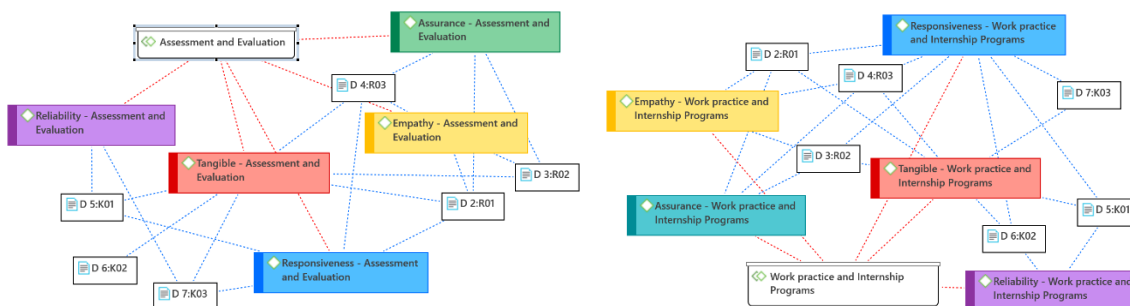 Assessment and Evaluation
Assurance - Assessment and
Evaluation
D 4:R03
Reliability - Assessment and
Evaluation
Empathy - Assessment and
Evaluation
Tangible - Assessment and
Evaluation
D 3:R02
D 5:K01
D 2:R01
D 6:K02
Responsiveness - Assessment
and Evaluation
D 7:K03
Responsiveness - Work practice
and Internship Programs
D 2:R01
D 4:R03
D 7:K03
Empathy - Work practice and
Internship Programs
D 3:R02
Tangible - Work practice and
Internship Programs
Assurance - Work practice and
Internship Programs
D 5:K01
D 6:K02
Work practice and Internship
Programs
Reliability - Work practice and
Internship Programs